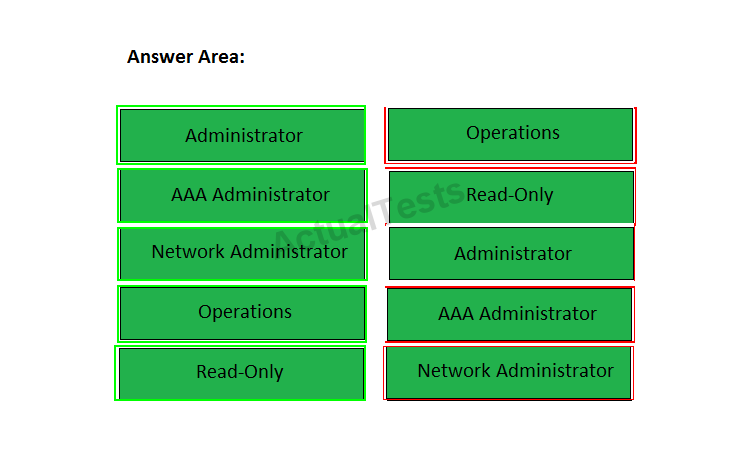 Answer Area:
Administrator
Operations
AAA Administrator
Read-Only
Network Administrator
Administrator
Operations
AAA Administrator
Read-Only
Network Administrator
ActualTests